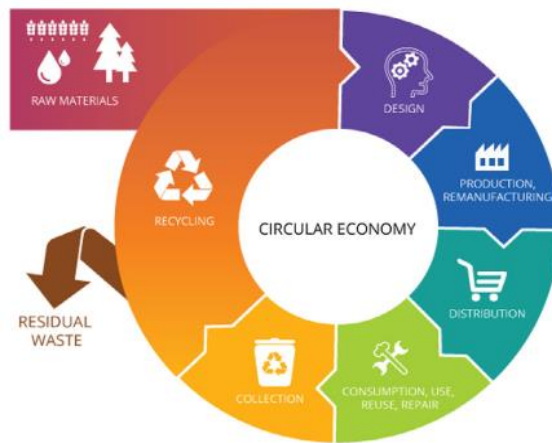 RAW MATERIALS
DESIGN
PRODUCTION,
REMANUFACTURING
DISTRIBUTION
CONSUMPTION, USE,
REUSE, REPAIR
COLLECTION
RECYCLING
RESIDUAL
WASTE
CIRCULAR ECONOMY